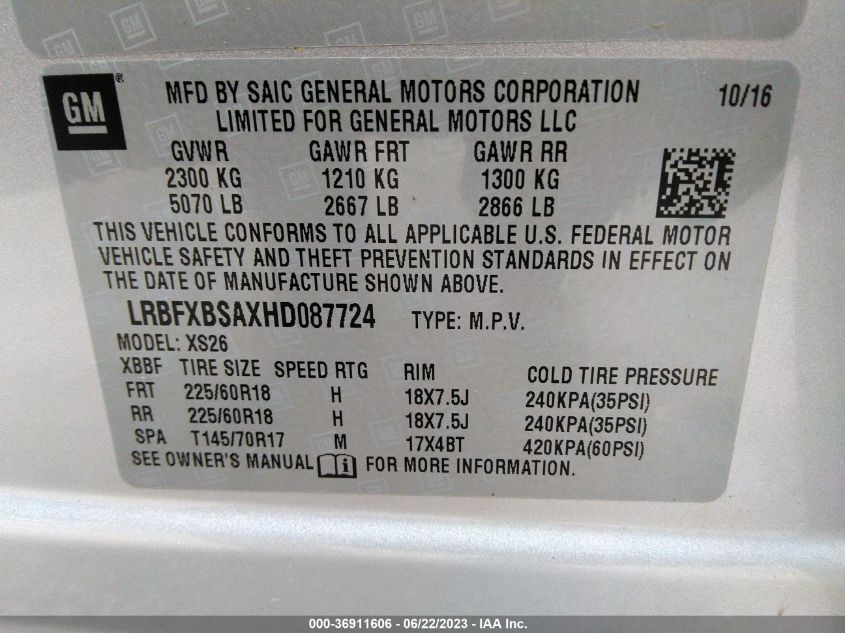 GM
GM ® MFD BY SAIC GENERAL MOTORS CORPORATION 10/16
LIMITED FOR GENERAL MOTORS LLC
GVWR GAWR FRT GAWR RR
2300 KG 1210 KG 1300 KG
5070 LB 2667 LB 2866 LB
THIS VEHICLE CONFORMS TO ALL APPLICABLE U.S. FEDERAL MOTOR
VEHICLE SAFETY AND THEFT PREVENTION STANDARDS IN EFFECT ON
THE DATE OF MANUFACTURE SHOWN ABOVE.
LRBFXBSAXHD087724 TYPE: M.P.V.
MODEL: XS26
XBBF TIRE SIZE SPEED RTG RIM COLD TIRE PRESSURE
FRT 225/60R18 H 18X7.5J 240KPA(35PSI)
RR 225/60R18 H 18X7.5J 240KPA(35PSI)
SPA T145/70R17 M 17X4BT 420KPA(60PSI)
SEE OWNER'S MANUAL i FOR MORE INFORMATION.
000-36911606 - 06/22/2023 - IAA Inc.